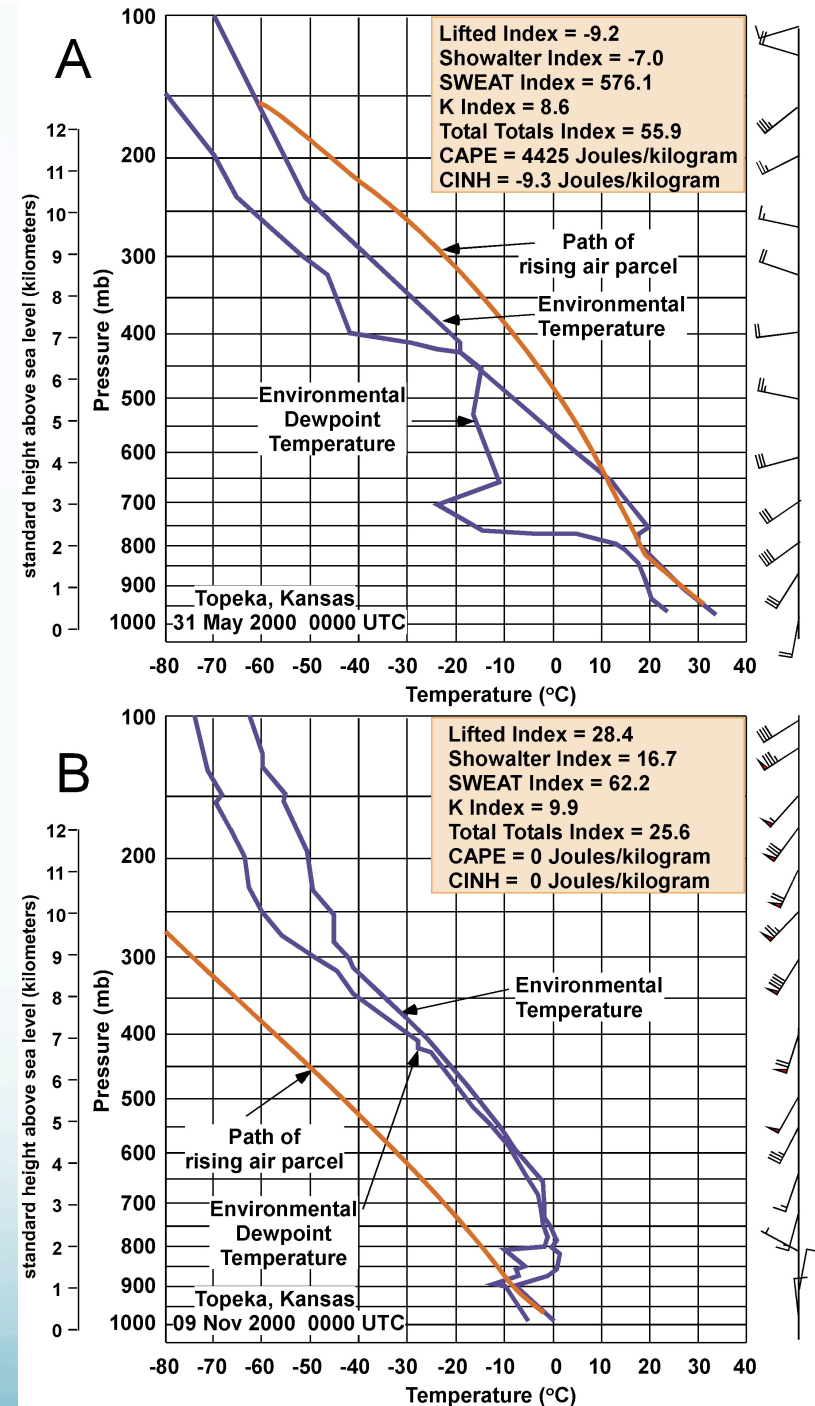 A
Lifted Index = -9.2
Showalter Index = -7.0
SWEAT Index = 576.1
K Index = 8.6
Total Totals Index = 55.9
CAPE = 4425 Joules/kilogram
CINH = -9.3 Joules/kilogram
Path of
rising air parcel
Environmental
Temperature
Environmental
Dewpoint
Temperature
Topeka, Kansas
31 May 2000 0000 UTC
standard height above sea level (kilometers)
12
11
10
9
8
7
6
5
4
3
2
1
0
Pressure (mb)
100
200
300
400
500
600
700
800
900
1000
-80 -70 -60 -50 -40 -30 -20 -10 0 10 20 30 40
Temperature (°C)
B
Lifted Index = 28.4
Showalter Index = 16.7
SWEAT Index = 62.2
K Index = 9.9
Total Totals Index = 25.6
CAPE = 0 Joules/kilogram
CINH = 0 Joules/kilogram
Environmental
Temperature
Path of
rising air parcel
Environmental
Dewpoint
Temperature
Topeka, Kansas
09 Nov 2000 0000 UTC
standard height above sea level (kilometers)
12
11
10
9
8
7
6
5
4
3
2
1
0
Pressure (mb)
100
200
300
400
500
600
700
800
900
1000
-80 -70 -60 -50 -40 -30 -20 -10 0 10 20 30 40
Temperature (°C)